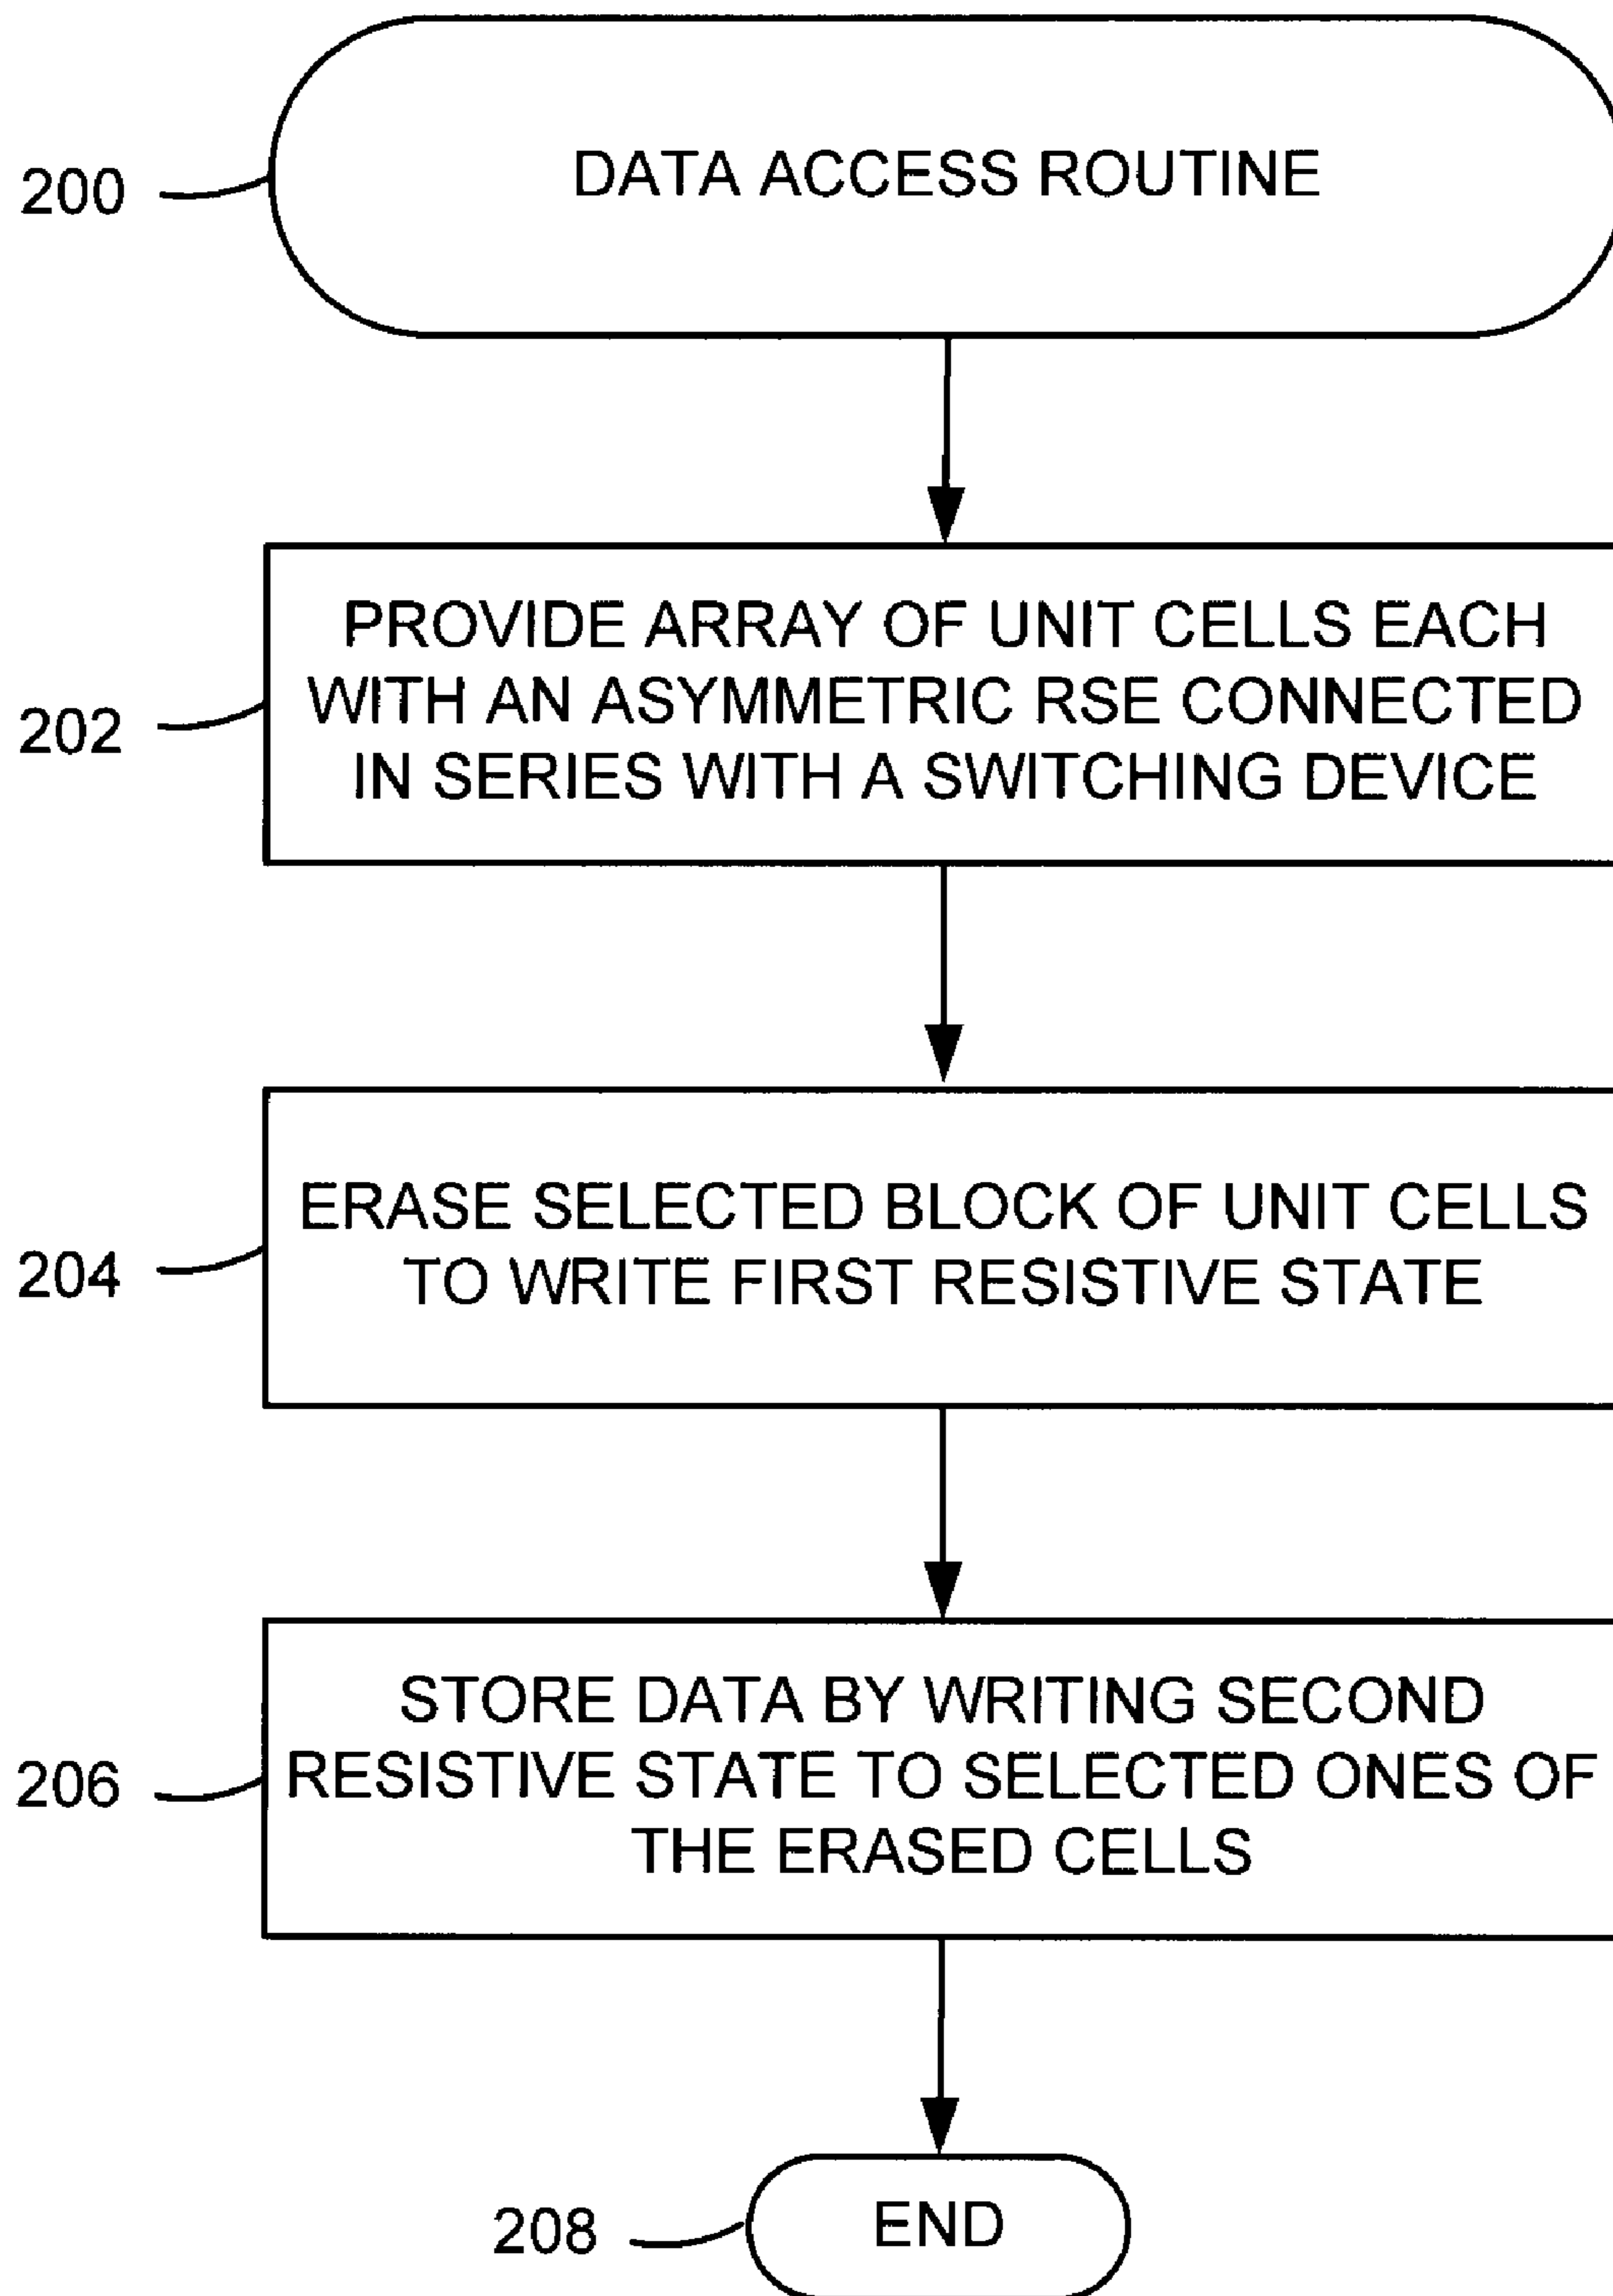 200
DATA ACCESS ROUTINE
202
PROVIDE ARRAY OF UNIT CELLS EACH
WITH AN ASYMMETRIC RSE CONNECTED
IN SERIES WITH A SWITCHING DEVICE
204
ERASE SELECTED BLOCK OF UNIT CELLS
TO WRITE FIRST RESISTIVE STATE
206
STORE DATA BY WRITING SECOND
RESISTIVE STATE TO SELECTED ONES OF
THE ERASED CELLS
208
END